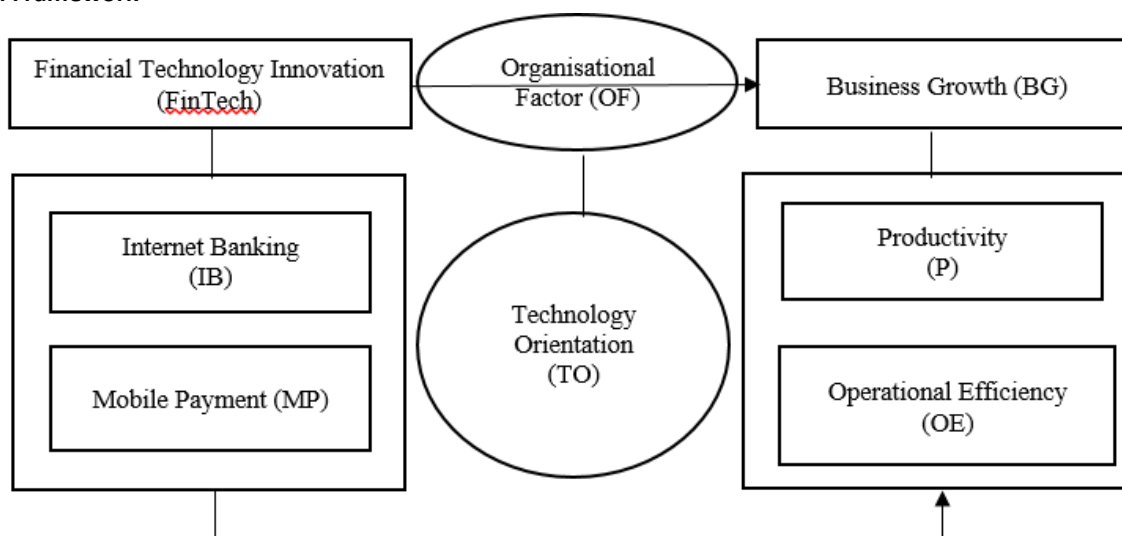 Financial Technology Innovation
(FinTech)
Organisational
Factor (OF)
Business Growth (BG)
Internet Banking
(IB)
Mobile Payment (MP)
Technology
Orientation
(TO)
Productivity
(P)
Operational Efficiency
(OE)